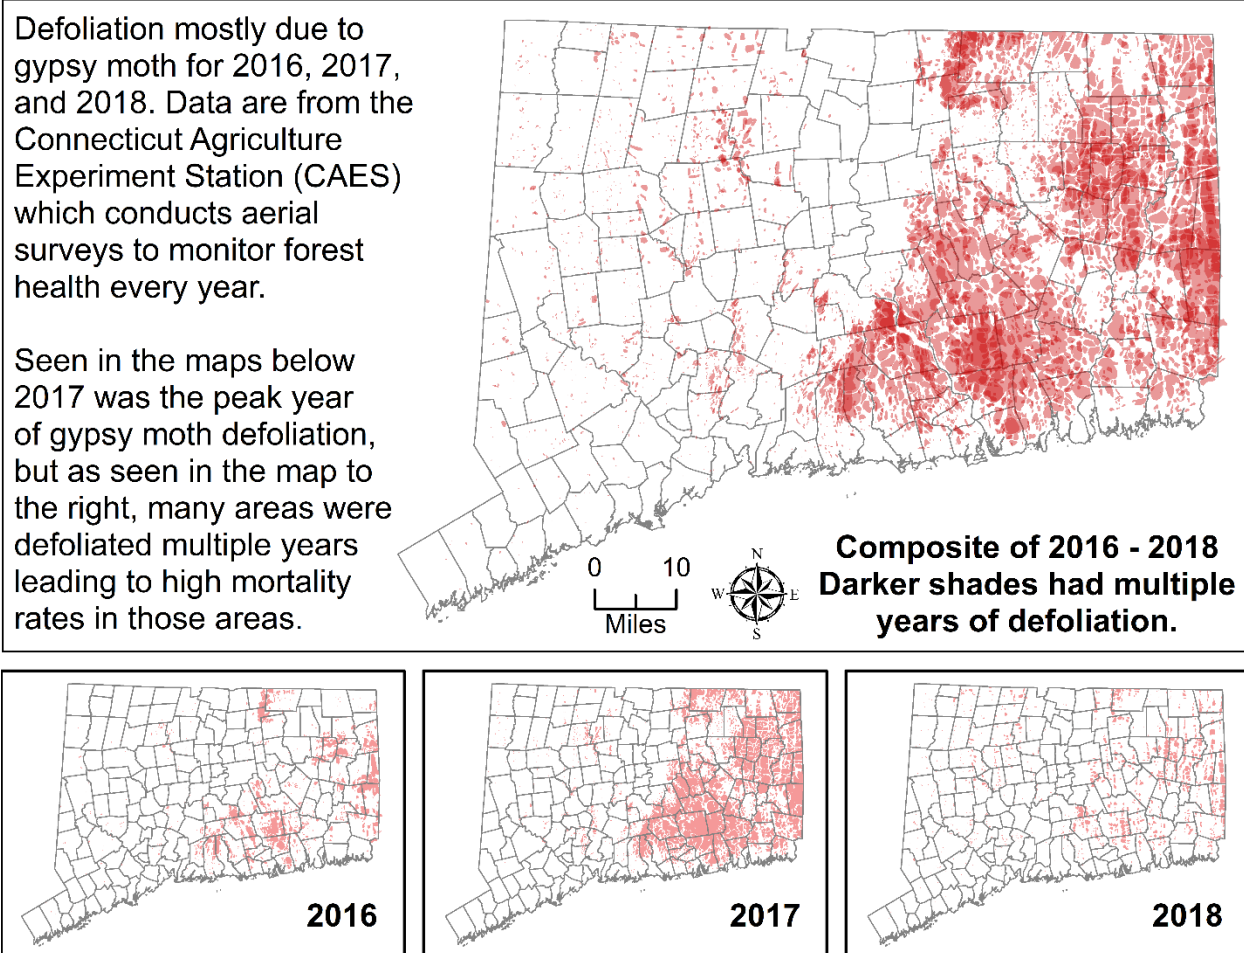 Defoliation mostly due to
gypsy moth for 2016, 2017,
and 2018. Data are from the
Connecticut Agriculture
Experiment Station (CAES)
which conducts aerial
surveys to monitor forest
health every year.
Seen in the maps below
2017 was the peak year
of gypsy moth defoliation,
but as seen in the map to
the right, many areas were
defoliated multiple years
leading to high mortality
rates in those areas.
0 10
Miles
N
W E
S
Composite of 2016 - 2018
Darker shades had multiple
years of defoliation.
2016
2017
2018